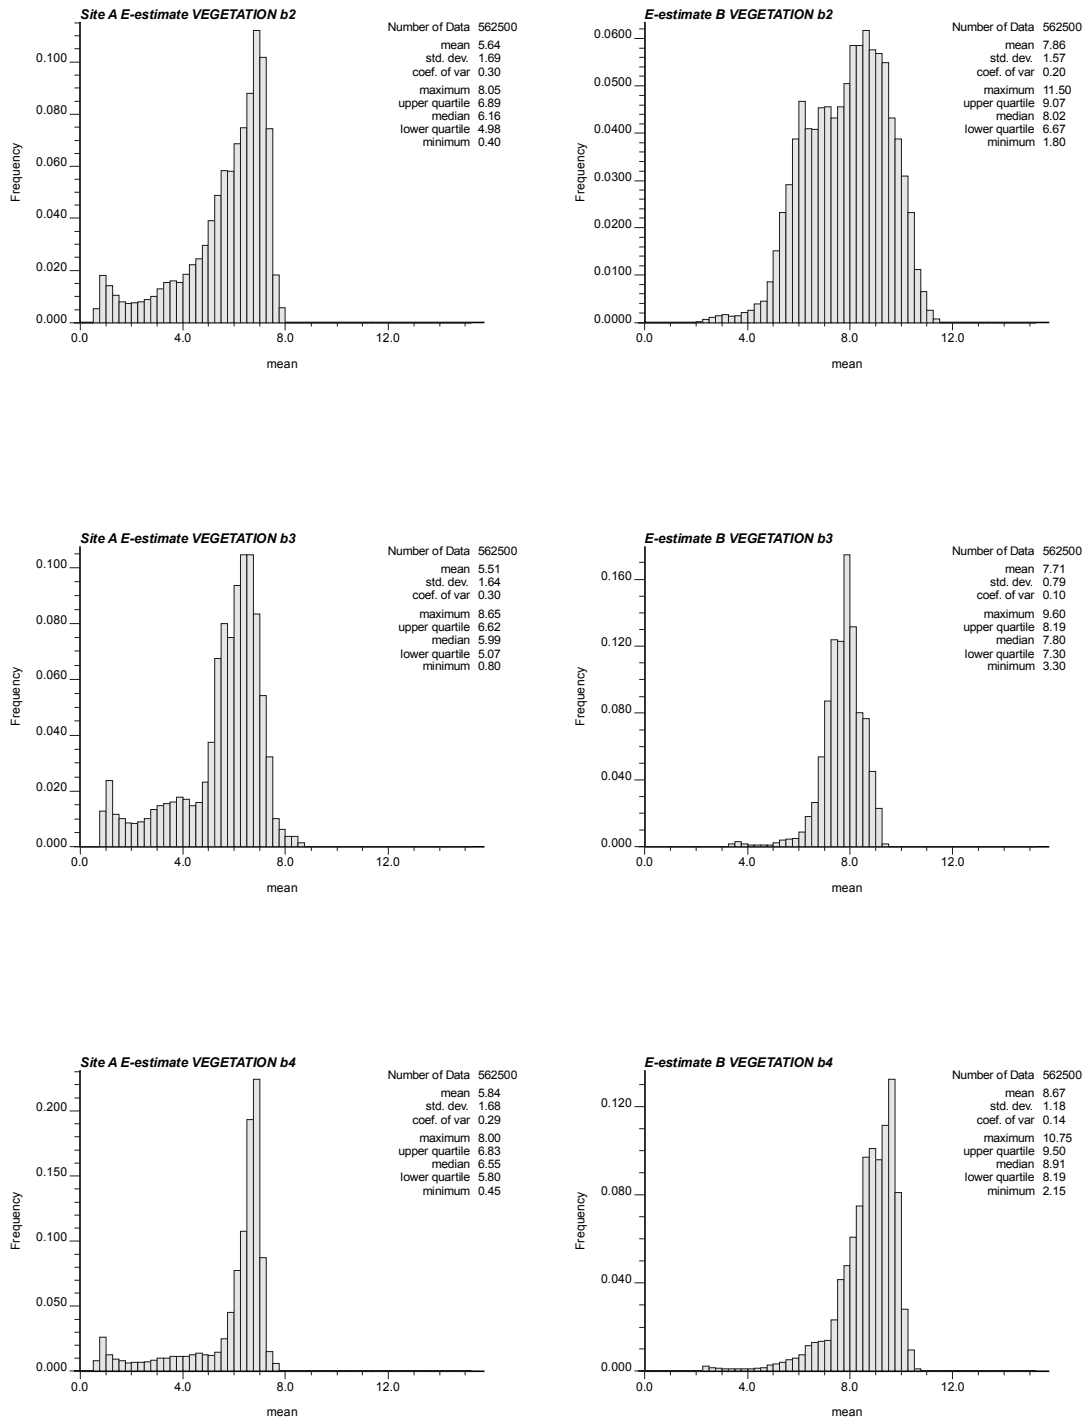 Site A E-estimate VEGETATION b2
Number of Data 562500
mean 5.64
std. dev. 1.69
coef. of var 0.30
maximum 8.05
upper quartile 6.89
median 6.16
lower quartile 4.98
minimum 0.40
Frequency
0.100
0.080
0.060
0.040
0.020
0.000
0.0 4.0 8.0 12.0
mean
E-estimate B VEGETATION b2
Number of Data 562500
mean 7.86
std. dev. 1.57
coef. of var 0.20
maximum 11.50
upper quartile 9.07
median 8.02
lower quartile 6.67
minimum 1.80
Frequency
0.0600
0.0500
0.0400
0.0300
0.0200
0.0100
0.0000
0.0 4.0 8.0 12.0
mean
Site A E-estimate VEGETATION b3
Number of Data 562500
mean 5.51
std. dev. 1.64
coef. of var 0.30
maximum 8.65
upper quartile 6.62
median 5.99
lower quartile 5.07
minimum 0.80
Frequency
0.100
0.080
0.060
0.040
0.020
0.000
0.0 4.0 8.0 12.0
mean
E-estimate B VEGETATION b3
Number of Data 562500
mean 7.71
std. dev. 0.79
coef. of var 0.10
maximum 9.60
upper quartile 8.19
median 7.80
lower quartile 7.30
minimum 3.30
Frequency
0.160
0.120
0.080
0.040
0.000
0.0 4.0 8.0 12.0
mean
Site A E-estimate VEGETATION b4
Number of Data 562500
mean 5.84
std. dev. 1.68
coef. of var 0.29
maximum 8.00
upper quartile 6.83
median 6.55
lower quartile 5.80
minimum 0.45
Frequency
0.200
0.150
0.100
0.050
0.000
0.0 4.0 8.0 12.0
mean
E-estimate B VEGETATION b4
Number of Data 562500
mean 8.67
std. dev. 1.18
coef. of var 0.14
maximum 10.75
upper quartile 9.50
median 8.91
lower quartile 8.19
minimum 2.15
Frequency
0.120
0.080
0.040
0.000
0.0 4.0 8.0 12.0
mean